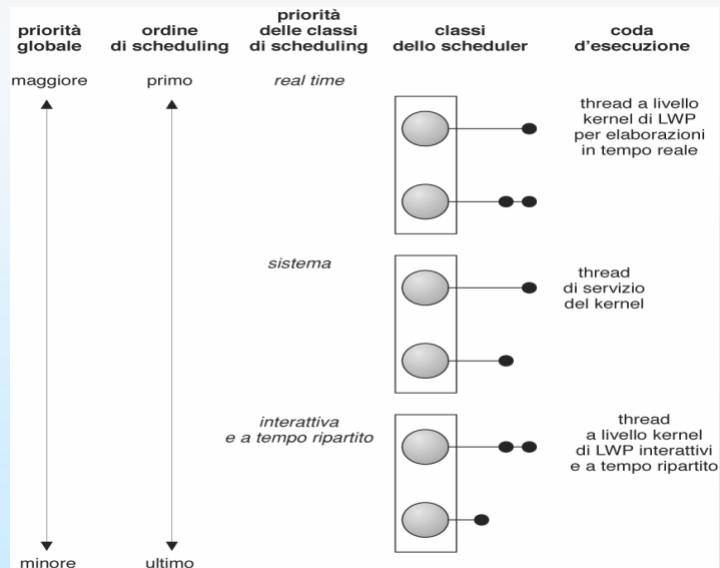 priorità
globale
ordine
di scheduling
priorità
delle classi
di scheduling
classi
dello scheduler
coda
d'esecuzione
maggiore
primo
real time
thread a livello
kernel di LWP
per elaborazioni
in tempo reale
sistema
thread
di servizio
del kernel
interattiva
e a tempo ripartito
thread
a livello kernel
di LWP interattivi
e a tempo ripartito
minore
ultimo